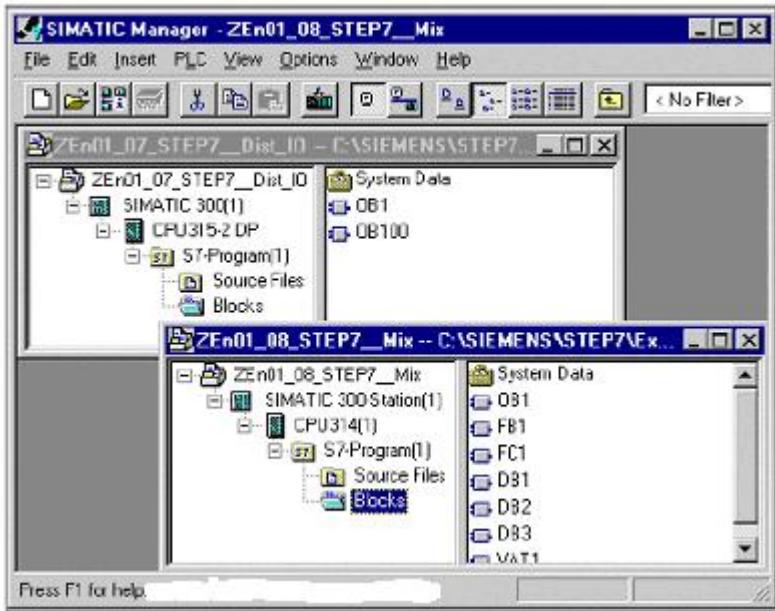 SIMATIC Manager - ZEn01_08_STEP7__Mix
File Edit Insert PLC View Options Window Help
< No Filter >
ZEn01_07_STEP7__Dist_IO -- C:\SIEMENS\STEP7...
ZEn01_07_STEP7__Dist_IO
SIMATIC 300(1)
CPU315-2 DP
S7-Program(1)
Source Files
Blocks
System Data
OB1
OB100
ZEn01_08_STEP7__Mix -- C:\SIEMENS\STEP7\Ex...
ZEn01_08_STEP7__Mix
SIMATIC 300 Station(1)
CPU314(1)
S7-Program(1)
Source Files
Blocks
System Data
OB1
FB1
FC1
DB1
DB2
DB3
VAT1
Press F1 for help.